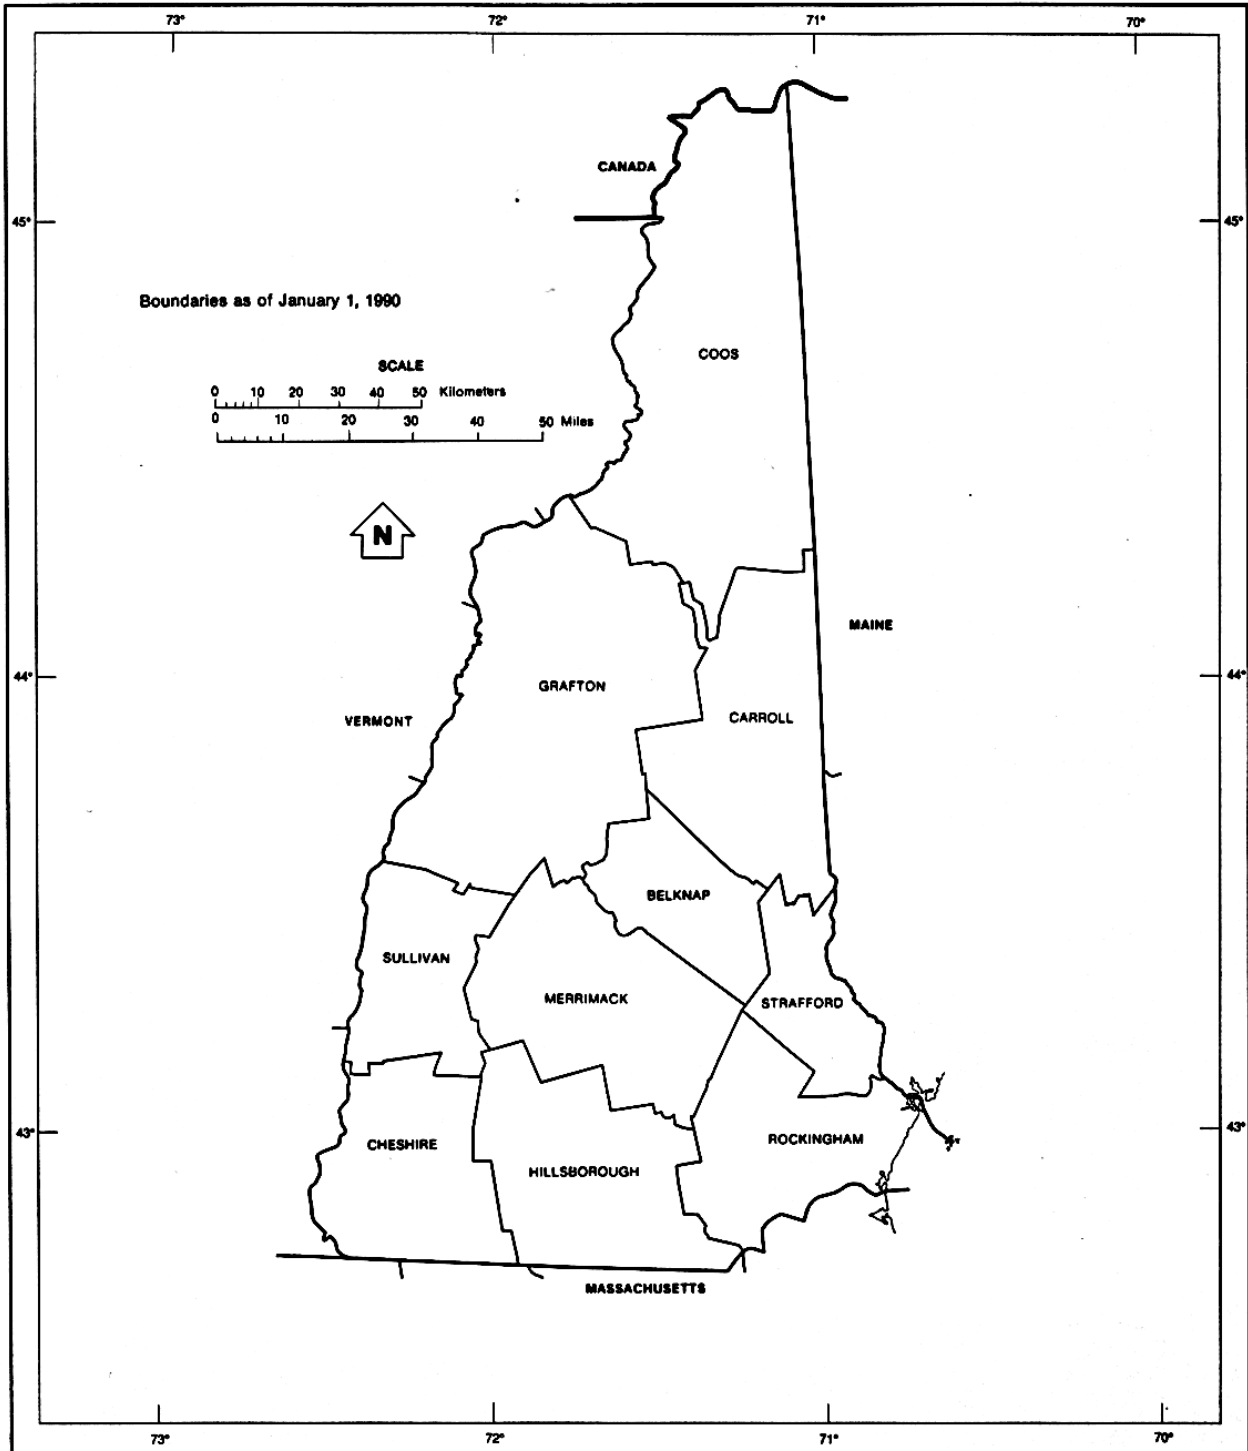 73° 72° 71° 70°
CANADA
45° 45°
Boundaries as of January 1, 1990
COOS
SCALE
0 10 20 30 40 50 Kilometers
0 10 20 30 40 50 Miles
N
MAINE
44° 44°
GRAFTON
VERMONT
CARROLL
BELKNAP
SULLIVAN
MERRIMACK
STRAFFORD
43° 43°
CHESHIRE
ROCKINGHAM
HILLSBOROUGH
MASSACHUSETTS
73° 72° 71° 70°